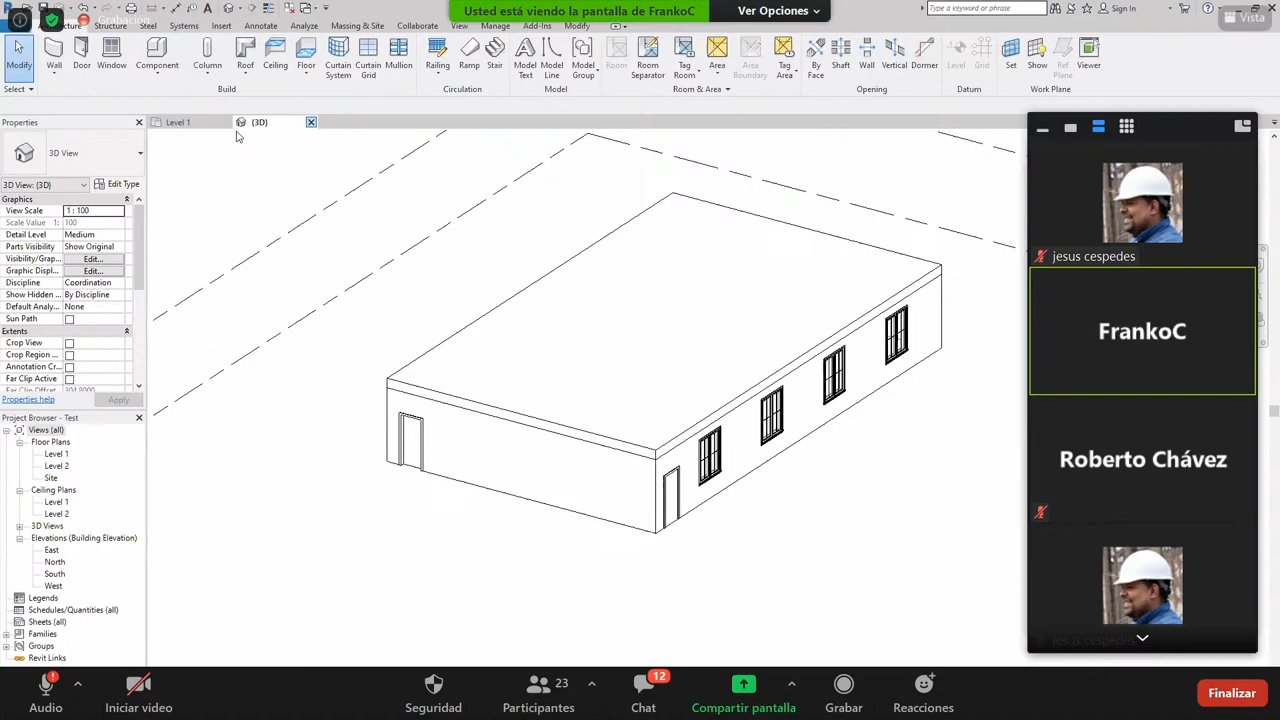 Grabación
Usted está viendo la pantalla de FrankoC
Ver Opciones
Type a keyword or phrase
Sign In
Vista
Structure Steel Systems Insert Annotate Analyze Massing & Site Collaborate View Manage Add-Ins Modify
Modify Wall Door Window Component Column Roof Ceiling Floor Curtain System Curtain Grid Mullion Railing Ramp Stair Model Text Model Line Model Group Room Room Separator Tag Room Area Area Boundary Tag Area By Face Shaft Wall Vertical Dormer Level Grid Set Show Ref Plane Viewer
Select Build Circulation Model Room & Area Opening Datum Work Plane
Properties
Level 1
(3D)
3D View
3D View: (3D)
Edit Type
Graphics
View Scale 1 : 100
Scale Value 1: 100
Detail Level Medium
Parts Visibility Show Original
Visibility/Grap... Edit...
Graphic Displ... Edit...
Discipline Coordination
Show Hidden ... By Discipline
Default Analy... None
Sun Path
Extents
Crop View
Crop Region ...
Annotation Cr...
Far Clip Active
Far Clip Offset 304.8000
Properties help
Apply
Project Browser - Test
Views (all)
Floor Plans
Level 1
Level 2
Site
Ceiling Plans
Level 1
Level 2
3D Views
Elevations (Building Elevation)
East
North
South
West
Legends
Schedules/Quantities (all)
Sheets (all)
Families
Groups
Revit Links
jesus cespedes
FrankoC
Roberto Chávez
jesus cespedes
Audio
Iniciar video
Seguridad
23
Participantes
12
Chat
Compartir pantalla
Grabar
Reacciones
Finalizar